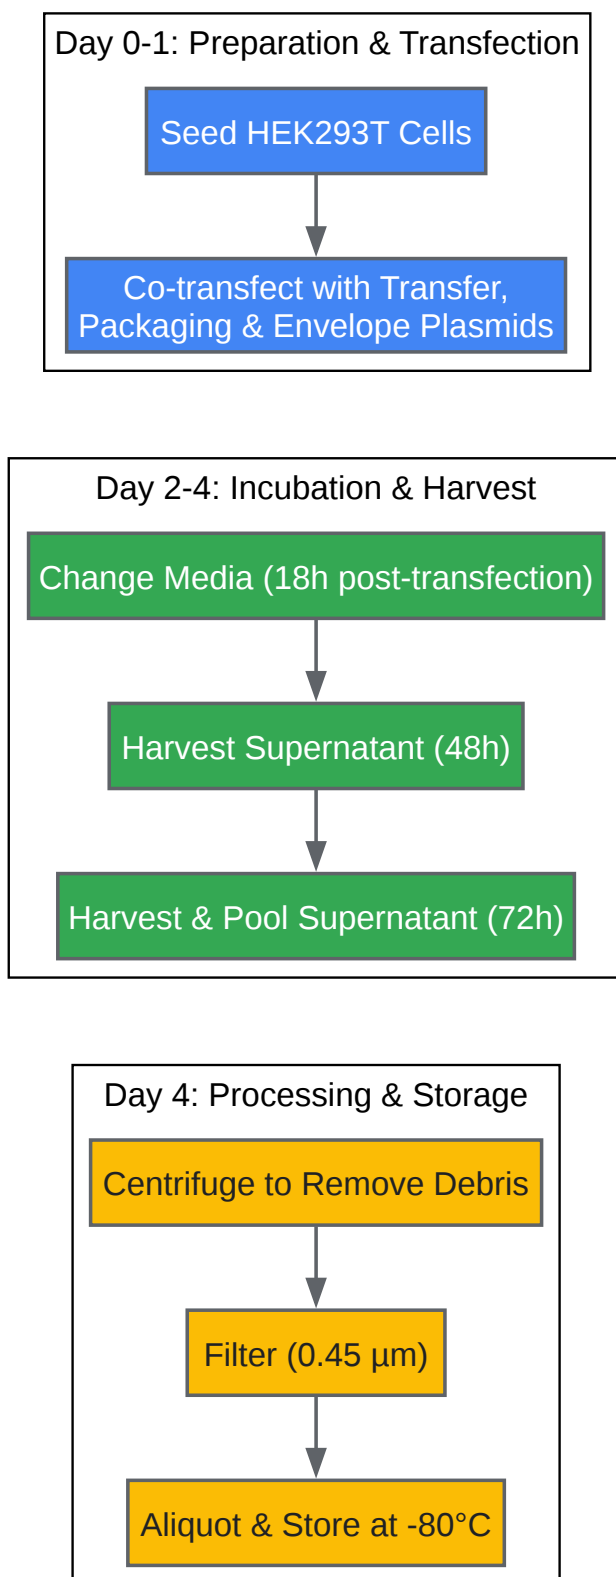 Day 0-1: Preparation & Transfection
Seed HEK293T Cells
Co-transfect with Transfer,
Packaging & Envelope Plasmids
Day 2-4: Incubation & Harvest
Change Media (18h post-transfection)
Harvest Supernatant (48h)
Harvest & Pool Supernatant (72h)
Day 4: Processing & Storage
Centrifuge to Remove Debris
Filter (0.45 µm)
Aliquot & Store at -80°C